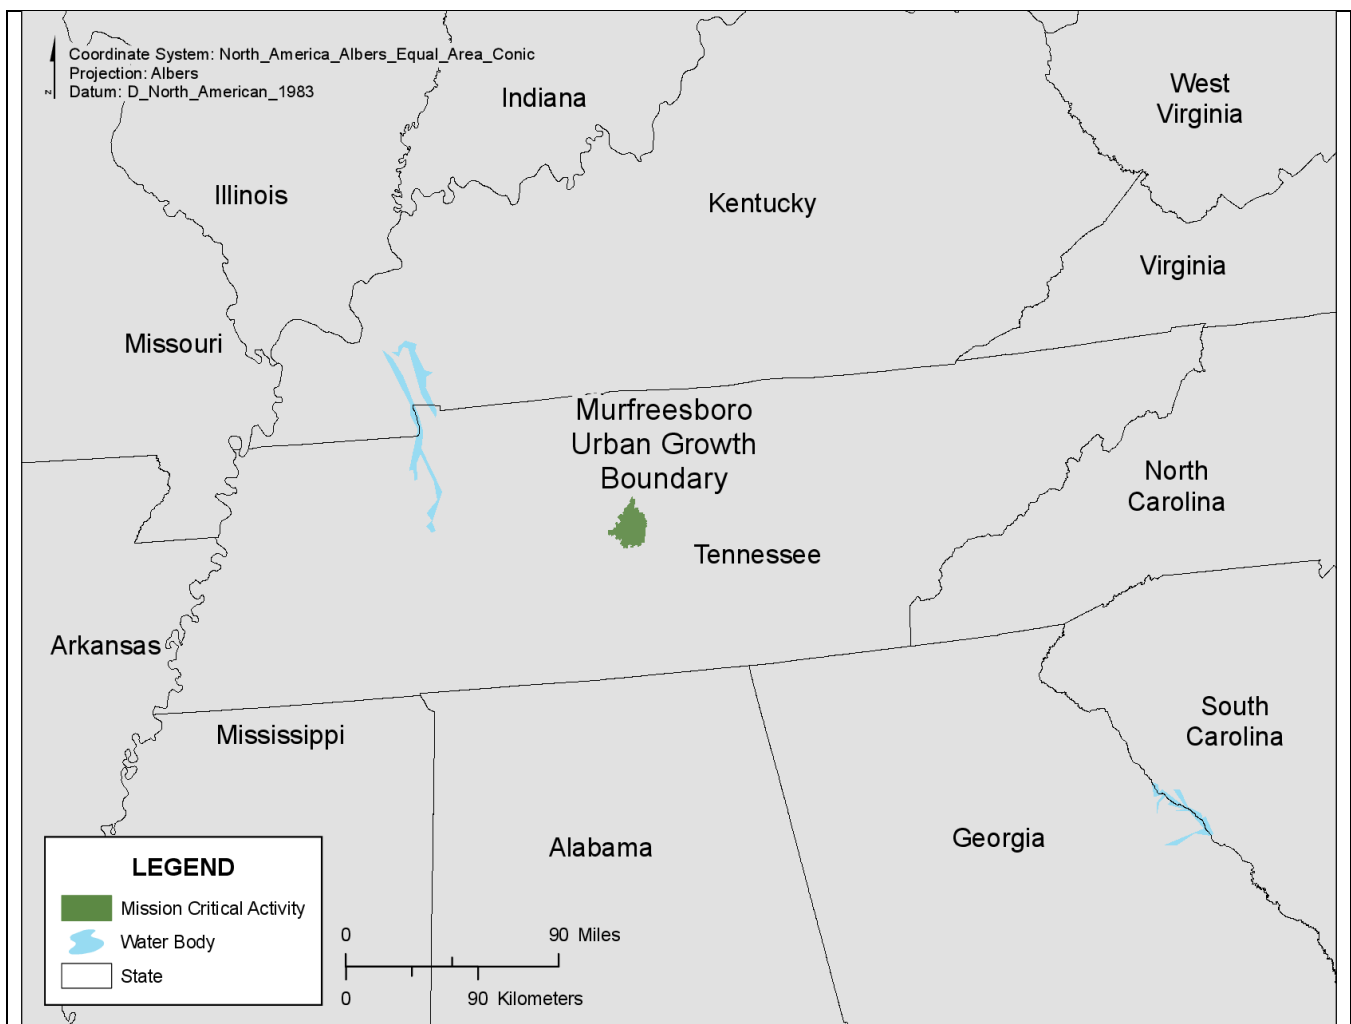 Coordinate System: North_America_Albers_Equal_Area_Conic
Projection: Albers
Datum: D_North_American_1983
N
Indiana
West
Virginia
Illinois
Kentucky
Virginia
Missouri
Murfreesboro
Urban Growth
Boundary
North
Carolina
Tennessee
Arkansas
South
Carolina
Mississippi
Alabama
Georgia
LEGEND
Mission Critical Activity
Water Body
State
0 90 Miles
0 90 Kilometers